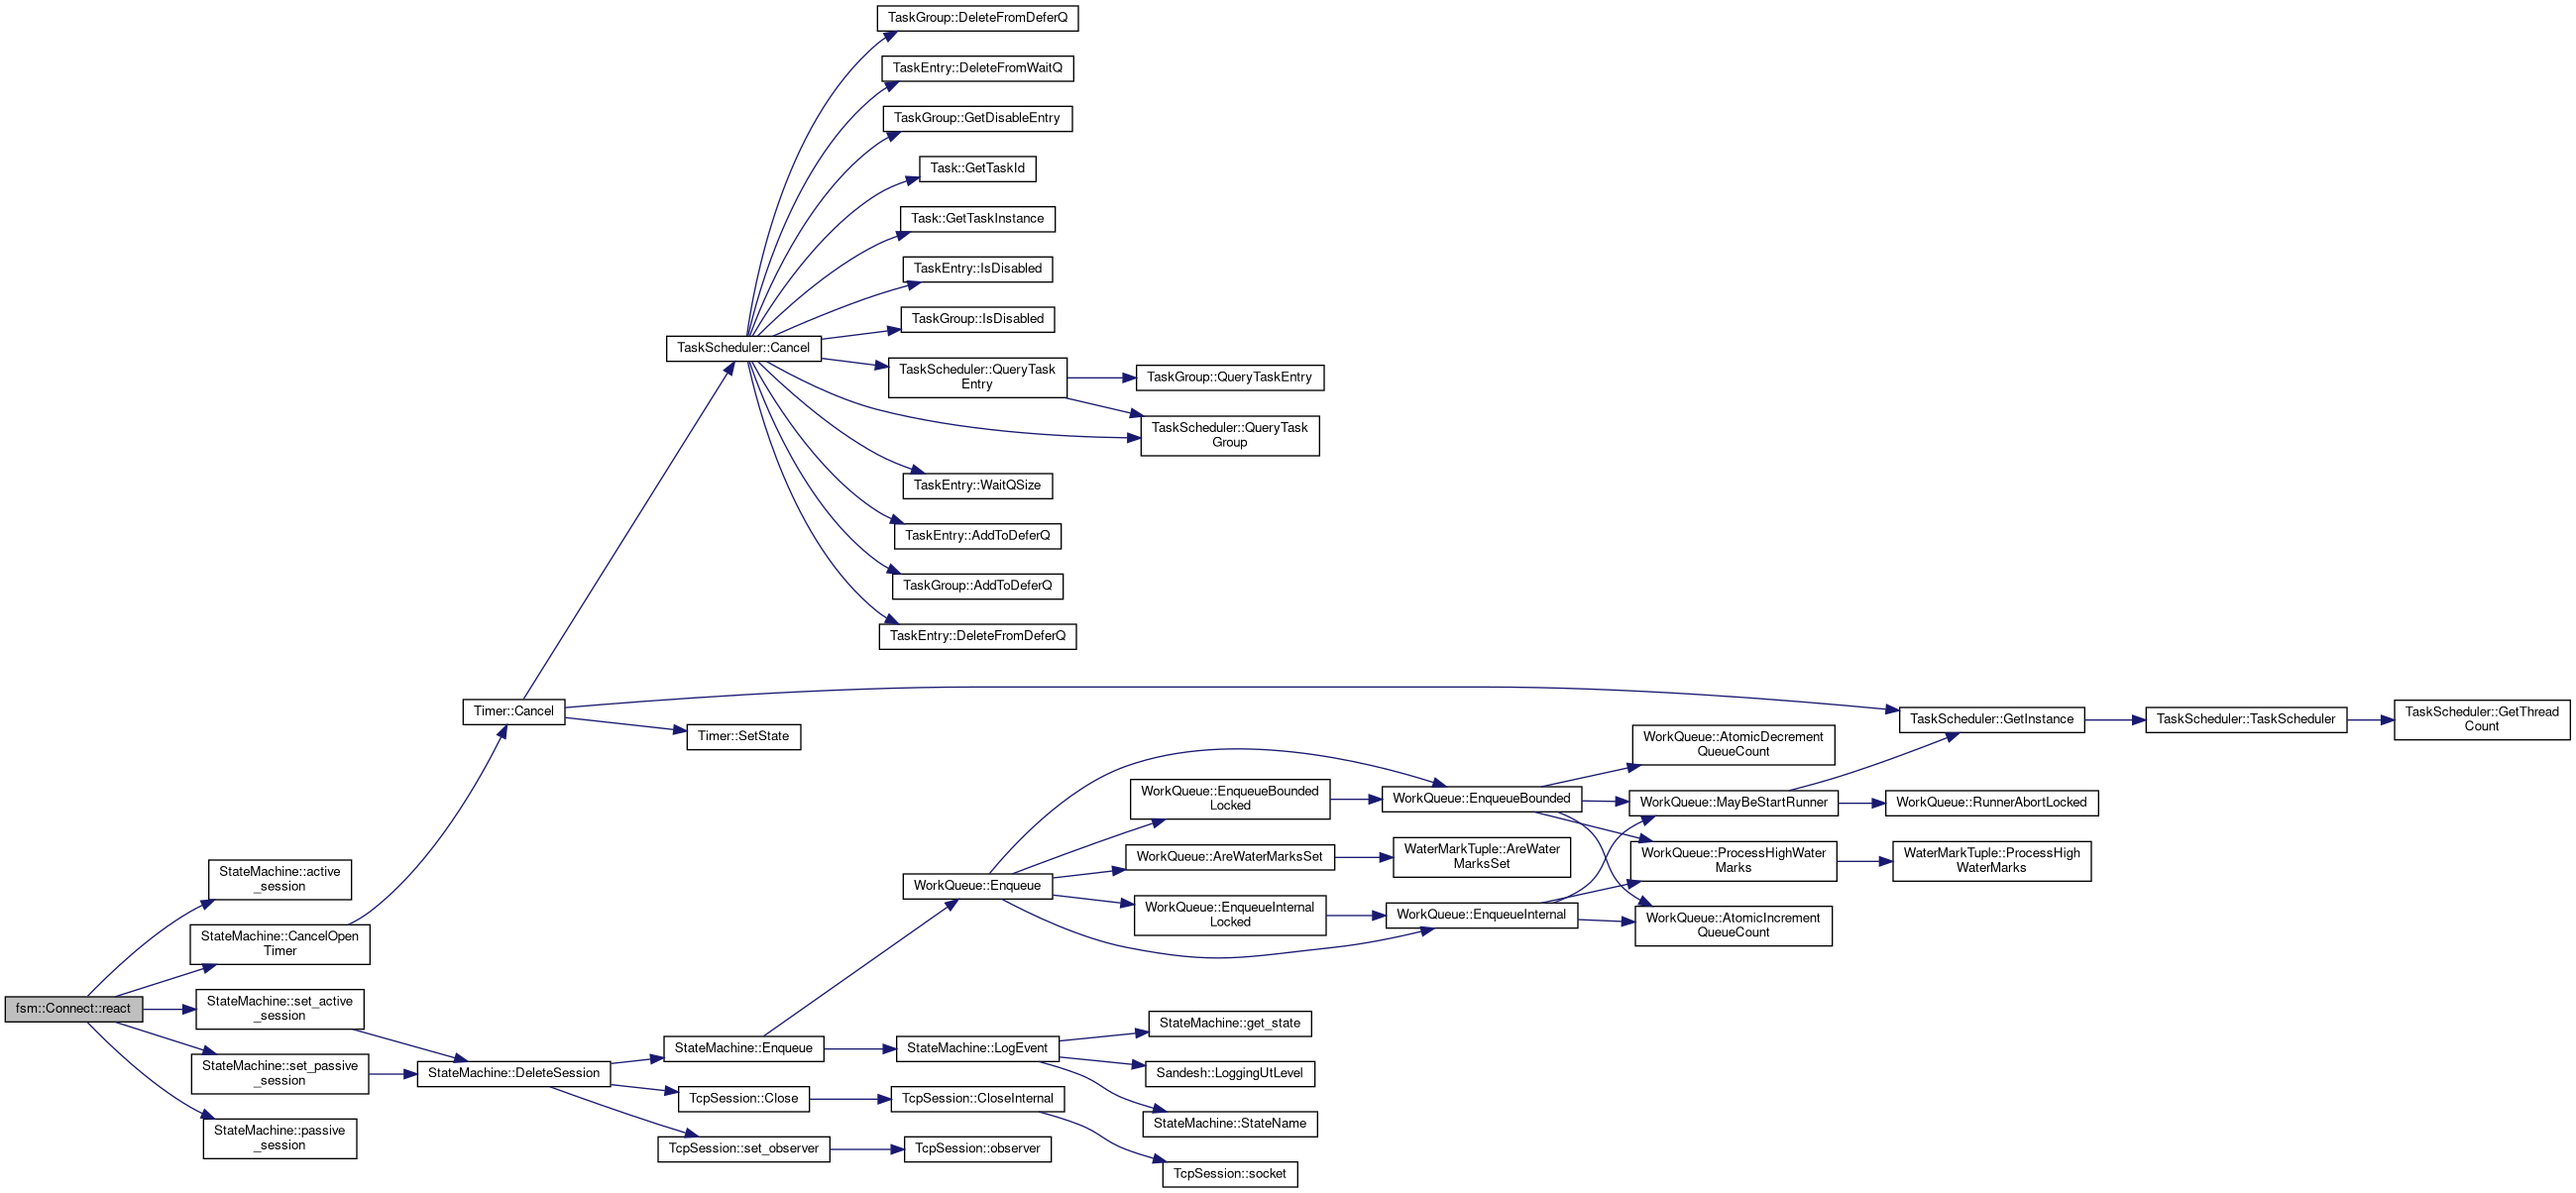 TaskGroup::DeleteFromDeferQ
TaskEntry::DeleteFromWaitQ
TaskGroup::GetDisableEntry
Task::GetTaskId
Task::GetTaskInstance
TaskEntry::IsDisabled
TaskGroup::IsDisabled
TaskScheduler::Cancel
TaskScheduler::QueryTask
Entry
TaskGroup::QueryTaskEntry
TaskScheduler::QueryTask
Group
TaskEntry::WaitQSize
TaskEntry::AddToDeferQ
TaskGroup::AddToDeferQ
TaskEntry::DeleteFromDeferQ
Timer::Cancel
Timer::SetState
TaskScheduler::GetInstance
TaskScheduler::TaskScheduler
TaskScheduler::GetThread
Count
WorkQueue::AtomicDecrement
QueueCount
WorkQueue::EnqueueBounded
Locked
WorkQueue::EnqueueBounded
WorkQueue::MayBeStartRunner
WorkQueue::RunnerAbortLocked
WorkQueue::AreWaterMarksSet
WaterMarkTuple::AreWater
MarksSet
WorkQueue::ProcessHighWater
Marks
WaterMarkTuple::ProcessHigh
WaterMarks
StateMachine::active
_session
WorkQueue::Enqueue
WorkQueue::EnqueueInternal
Locked
WorkQueue::EnqueueInternal
WorkQueue::AtomicIncrement
QueueCount
StateMachine::CancelOpen
Timer
fsm::Connect::react
StateMachine::set_active
_session
StateMachine::set_passive
_session
StateMachine::DeleteSession
StateMachine::Enqueue
StateMachine::LogEvent
StateMachine::get_state
Sandesh::LoggingUtLevel
StateMachine::StateName
TcpSession::Close
TcpSession::CloseInternal
StateMachine::passive
_session
TcpSession::set_observer
TcpSession::observer
TcpSession::socket